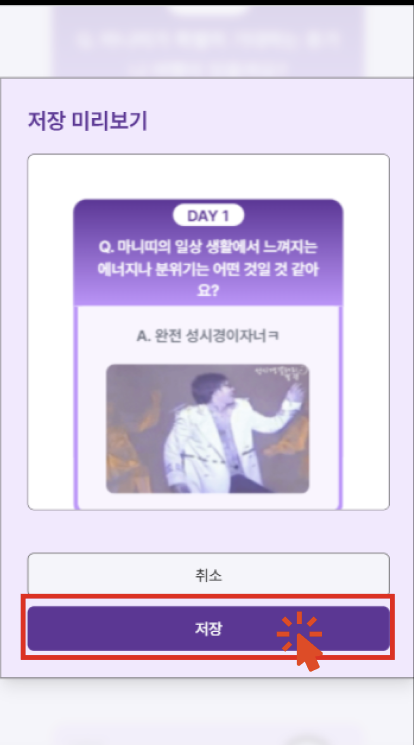 저장 미리보기
DAY 1
Q. 마니띠의 일상 생활에서 느껴지는
에너지나 분위기는 어떤 것일 것 같아
요?
A. 완전 성시경이자너ㅋ
취소
저장